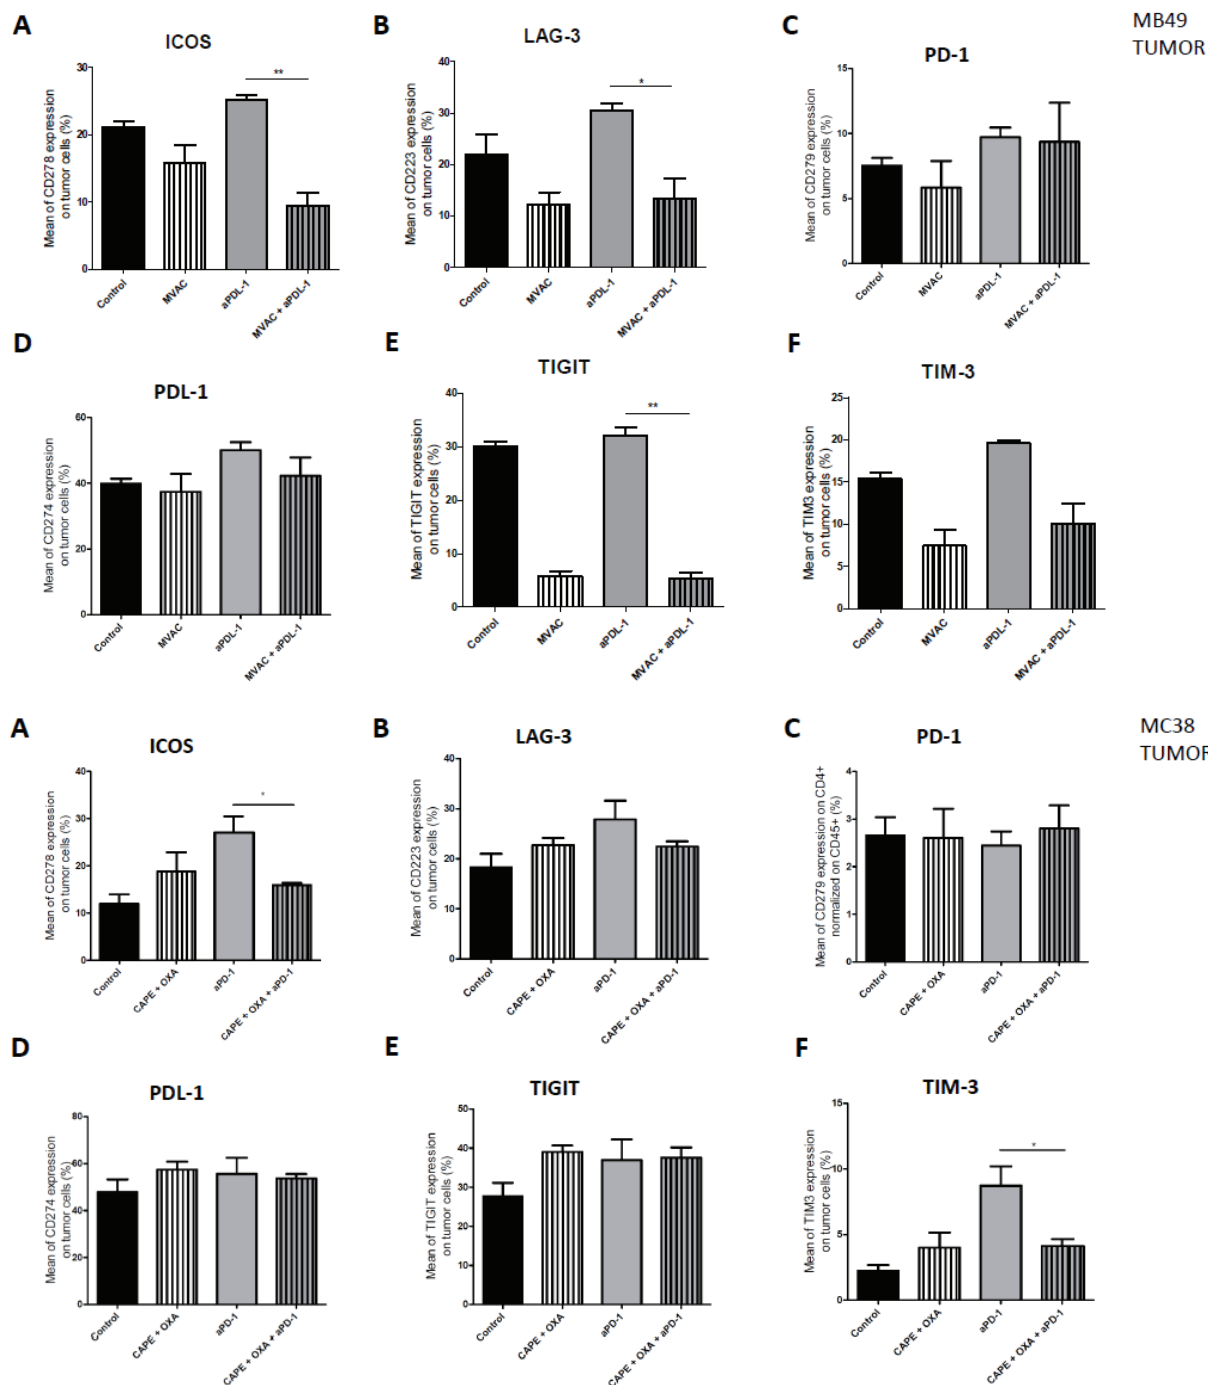 A
ICOS
Mean of CD278 expression
on tumor cells (%)
30
20
10
0
**
Control
MVAC
aPDL-1
MVAC + aPDL-1
B
LAG-3
Mean of CD223 expression
on tumor cells (%)
40
30
20
10
0
*
Control
MVAC
aPDL-1
MVAC + aPDL-1
C
PD-1
Mean of CD279 expression
on tumor cells (%)
15
10
5
0
Control
MVAC
aPDL-1
MVAC + aPDL-1
MB49
TUMOR
D
PDL-1
Mean of CD274 expression
on tumor cells (%)
60
40
20
0
Control
MVAC
aPDL-1
MVAC + aPDL-1
E
TIGIT
Mean of TIGIT expression
on tumor cells (%)
40
30
20
10
0
**
Control
MVAC
aPDL-1
MVAC + aPDL-1
F
TIM-3
Mean of TIM3 expression
on tumor cells (%)
25
20
15
10
5
0
Control
MVAC
aPDL-1
MVAC + aPDL-1
A
ICOS
Mean of CD278 expression
on tumor cells (%)
40
30
20
10
0
*
Control
CAPE + OXA
aPD-1
CAPE + OXA + aPD-1
B
LAG-3
Mean of CD223 expression
on tumor cells (%)
40
30
20
10
0
Control
CAPE + OXA
aPD-1
CAPE + OXA + aPD-1
C
PD-1
Mean of CD279 expression on CD4+
normalized on CD45+ (%)
4
3
2
1
0
Control
CAPE + OXA
aPD-1
CAPE + OXA + aPD-1
MC38
TUMOR
D
PDL-1
Mean of CD274 expression
on tumor cells (%)
80
60
40
20
0
Control
CAPE + OXA
aPD-1
CAPE + OXA + aPD-1
E
TIGIT
Mean of TIGIT expression
on tumor cells (%)
50
40
30
20
10
0
Control
CAPE + OXA
aPD-1
CAPE + OXA + aPD-1
F
TIM-3
Mean of TIM3 expression
on tumor cells (%)
15
10
5
0
*
Control
CAPE + OXA
aPD-1
CAPE + OXA + aPD-1